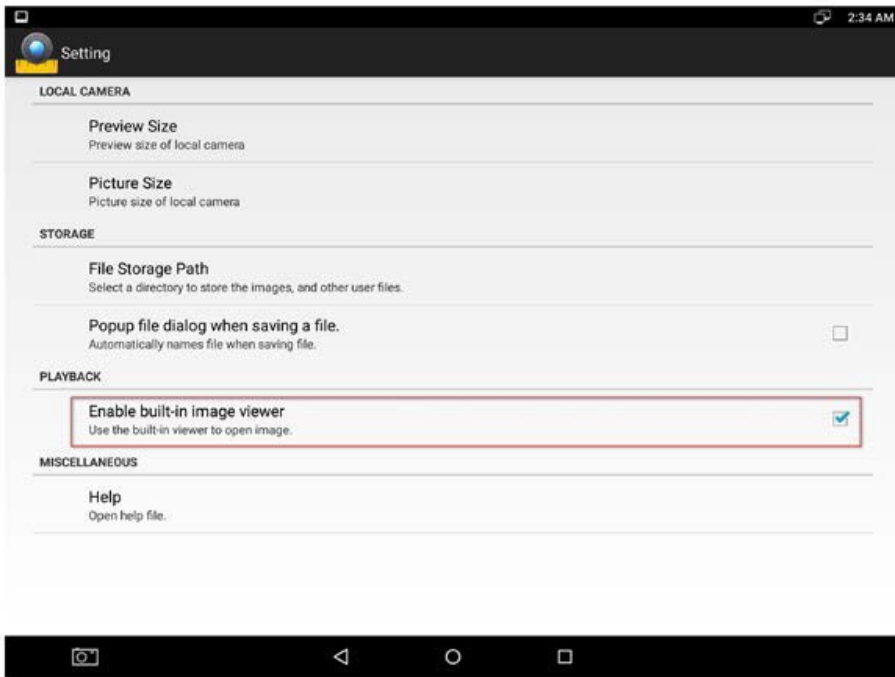 2:34 AM
Setting
LOCAL CAMERA
Preview Size
Preview size of local camera
Picture Size
Picture size of local camera
STORAGE
File Storage Path
Select a directory to store the images, and other user files.
Popup file dialog when saving a file.
Automatically names file when saving file.
PLAYBACK
Enable built-in image viewer
Use the built-in viewer to open image.
MISCELLANEOUS
Help
Open help file.